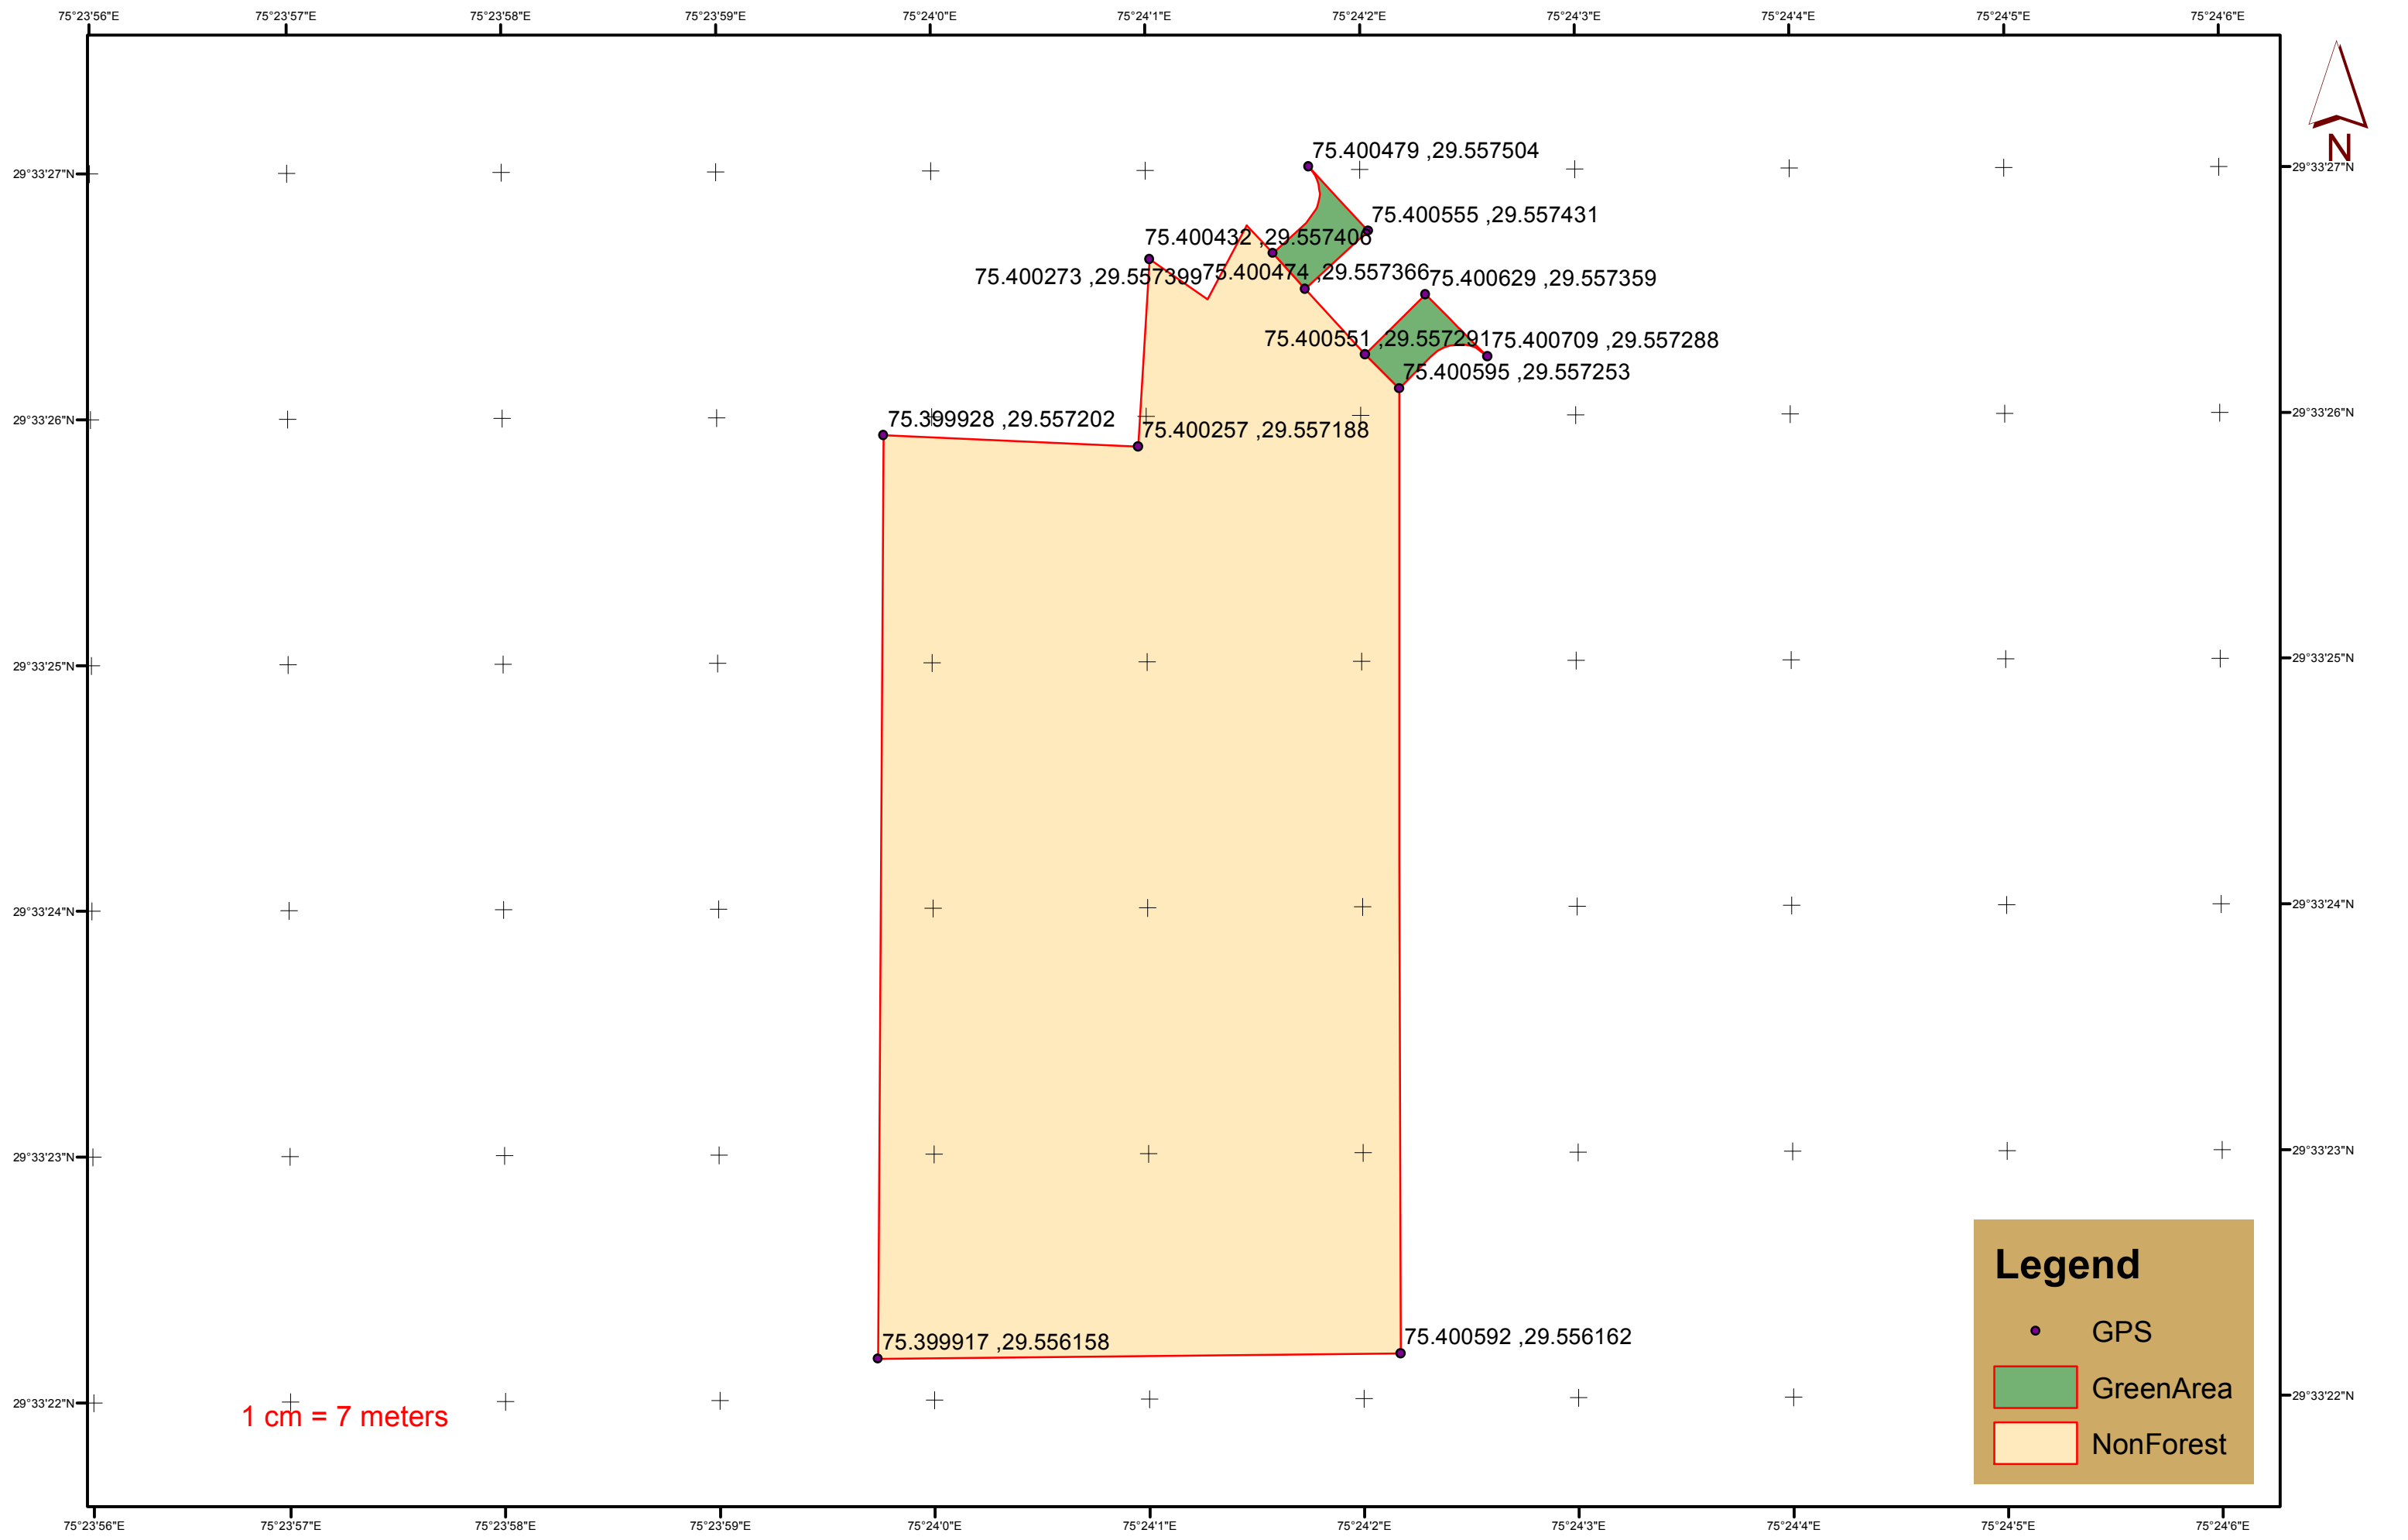 75°23'56"E 75°23'57"E 75°23'58"E 75°23'59"E 75°24'0"E 75°24'1"E 75°24'2"E 75°24'3"E 75°24'4"E 75°24'5"E 75°24'6"E
N
75.400479 ,29.557504
29°33'27"N 29°33'27"N
75.400555 ,29.557431
75.400432 ,29.557406
75.400273 ,29.557399
75.400474 ,29.557366
75.400629 ,29.557359
75.400551 ,29.557291
75.400709 ,29.557288
75.400595 ,29.557253
29°33'26"N 29°33'26"N
75.399928 ,29.557202
75.400257 ,29.557188
29°33'25"N 29°33'25"N
29°33'24"N 29°33'24"N
29°33'23"N 29°33'23"N
75.399917 ,29.556158
75.400592 ,29.556162
29°33'22"N 29°33'22"N
1 cm = 7 meters
Legend
GPS
GreenArea
NonForest
75°23'56"E 75°23'57"E 75°23'58"E 75°23'59"E 75°24'0"E 75°24'1"E 75°24'2"E 75°24'3"E 75°24'4"E 75°24'5"E 75°24'6"E